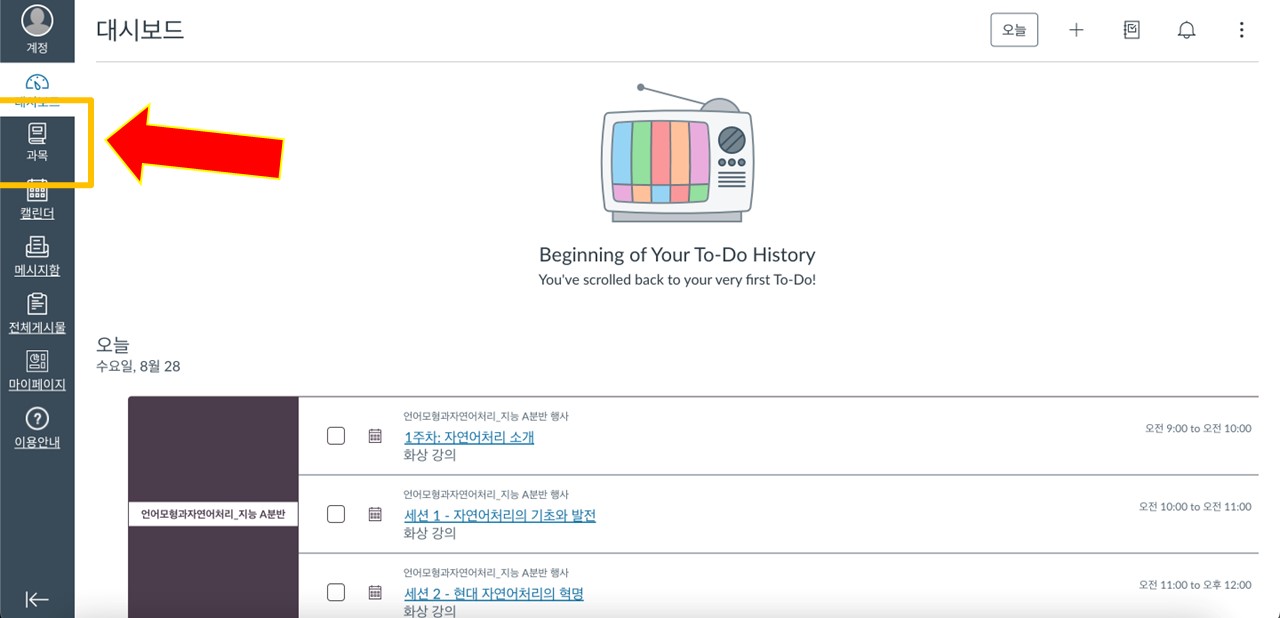 계정
대시보드
과목
캘린더
메시지함
전체게시물
마이페이지
이용안내
대시보드
오늘
Beginning of Your To-Do History
You've scrolled back to your very first To-Do!
오늘
수요일, 8월 28
언어모형과자연어처리_지능 A분반
언어모형과자연어처리_지능 A분반 행사
1주차: 자연어처리 소개
화상 강의
오전 9:00 to 오전 10:00
언어모형과자연어처리_지능 A분반 행사
세션 1 - 자연어처리의 기초와 발전
화상 강의
오전 10:00 to 오전 11:00
언어모형과자연어처리_지능 A분반 행사
세션 2 - 현대 자연어처리의 혁명
화상 강의
오전 11:00 to 오후 12:00